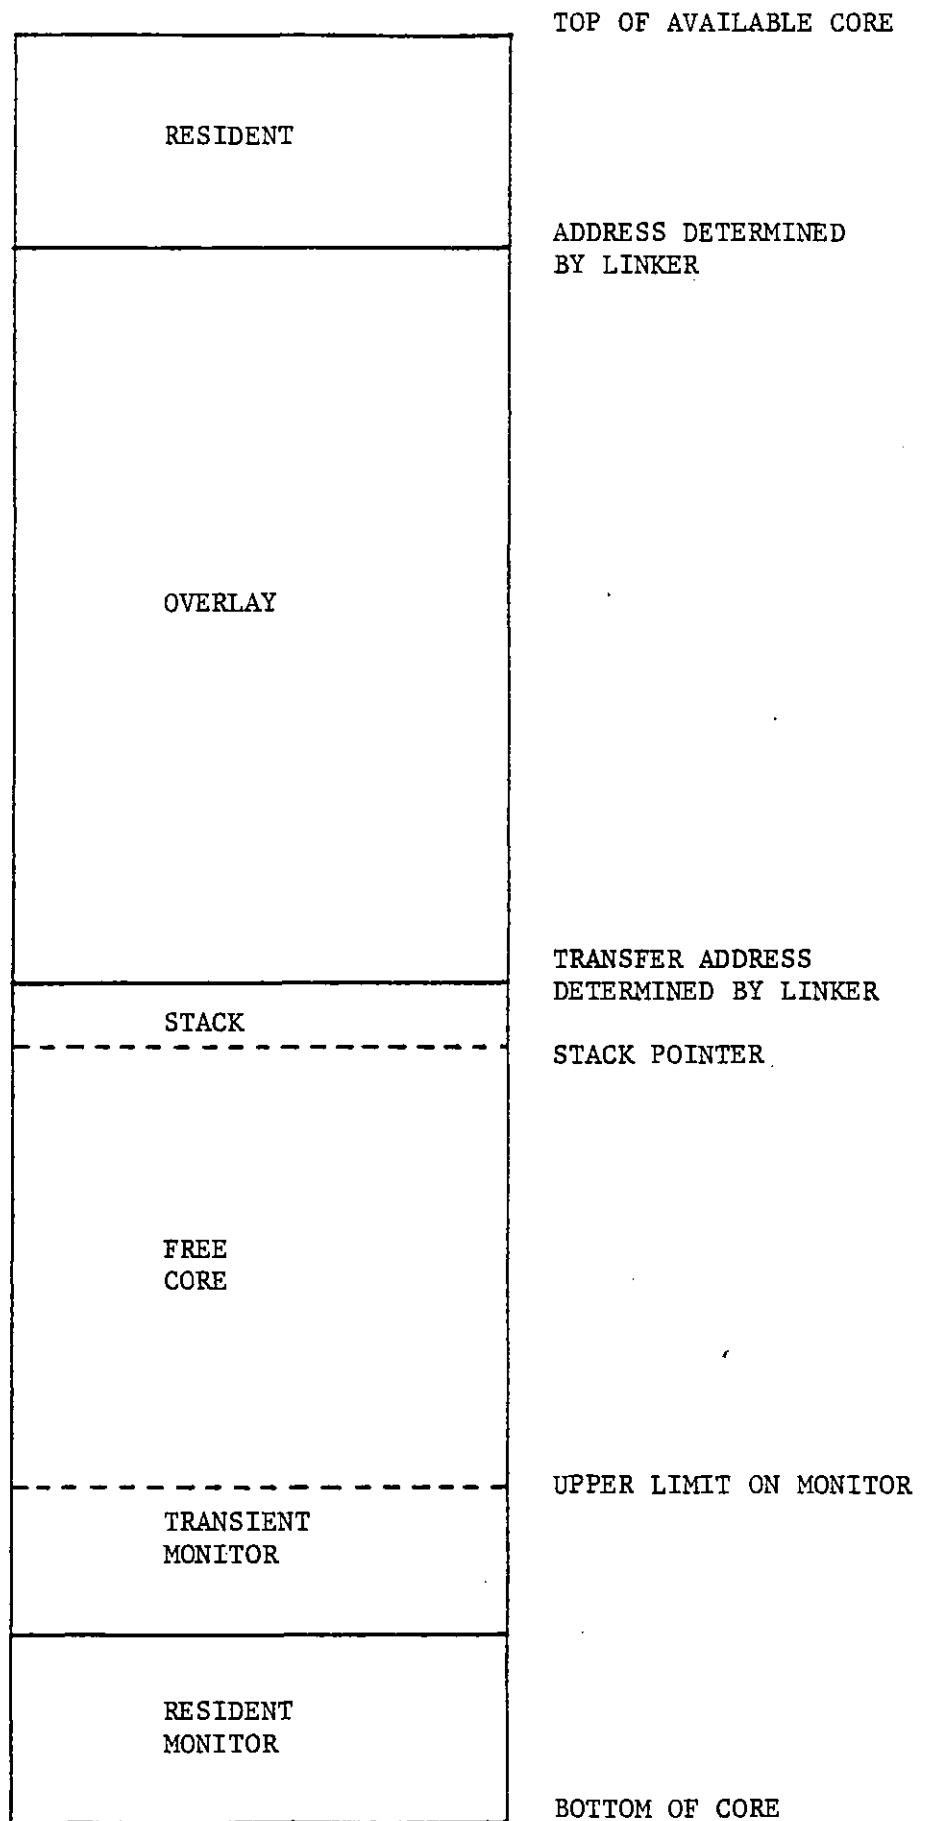 TOP OF AVAILABLE CORE
RESIDENT
ADDRESS DETERMINED
BY LINKER
OVERLAY
TRANSFER ADDRESS
DETERMINED BY LINKER
STACK
STACK POINTER
FREE
CORE
UPPER LIMIT ON MONITOR
TRANSIENT
MONITOR
RESIDENT
MONITOR
BOTTOM OF CORE